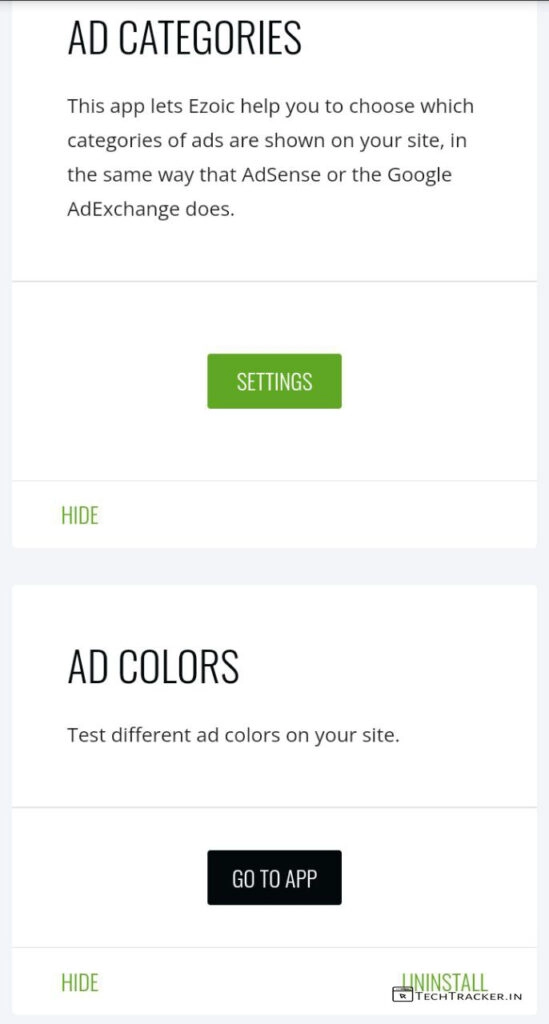 AD CATEGORIES
This app lets Ezoic help you to choose which
categories of ads are shown on your site, in
the same way that AdSense or the Google
AdExchange does.
SETTINGS
HIDE
AD COLORS
Test different ad colors on your site.
GO TO APP
HIDE
UNINSTALL
TECHTRACKER.IN